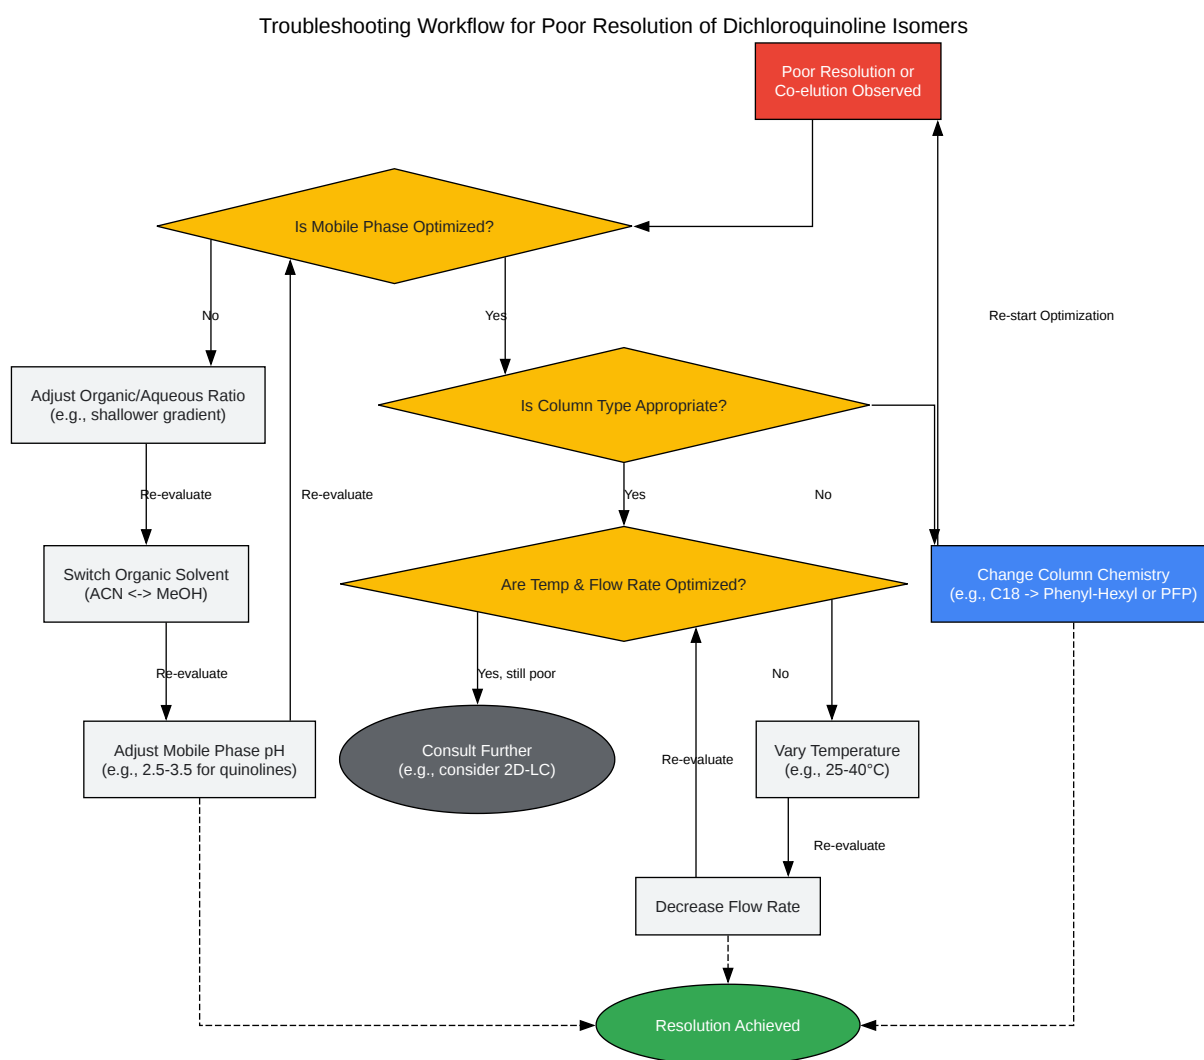 Troubleshooting Workflow for Poor Resolution of Dichloroquinoline Isomers
Poor Resolution or
Co-elution Observed
Is Mobile Phase Optimized?
No
Yes
Re-start Optimization
Adjust Organic/Aqueous Ratio
(e.g., shallower gradient)
Is Column Type Appropriate?
Re-evaluate
Re-evaluate
Yes
No
Switch Organic Solvent
(ACN <-> MeOH)
Are Temp & Flow Rate Optimized?
Change Column Chemistry
(e.g., C18 -> Phenyl-Hexyl or PFP)
Re-evaluate
Yes, still poor
No
Adjust Mobile Phase pH
(e.g., 2.5-3.5 for quinolines)
Consult Further
(e.g., consider 2D-LC)
Re-evaluate
Vary Temperature
(e.g., 25-40°C)
Re-evaluate
Decrease Flow Rate
Resolution Achieved